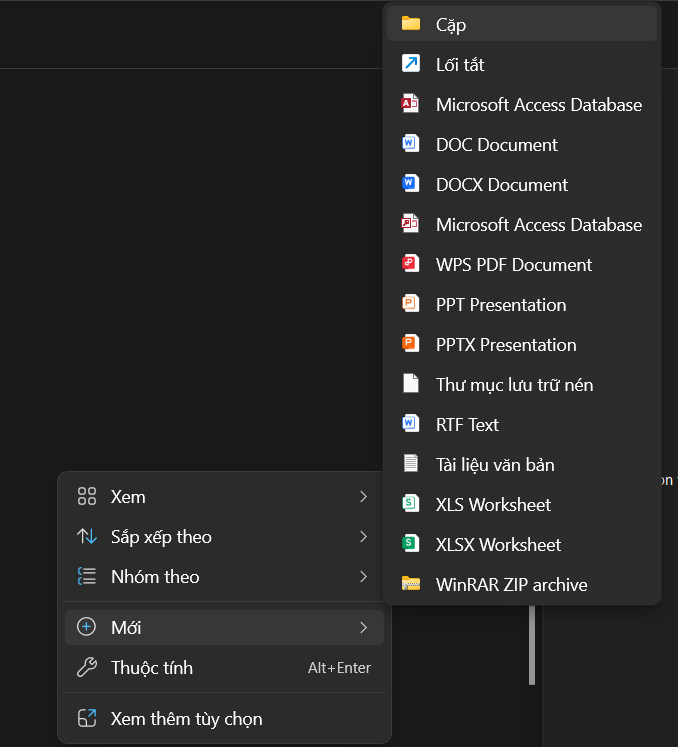 Cặp
Lối tắt
Microsoft Access Database
DOC Document
DOCX Document
Microsoft Access Database
WPS PDF Document
PPT Presentation
PPTX Presentation
Thư mục lưu trữ nén
RTF Text
Tài liệu văn bản
XLS Worksheet
XLSX Worksheet
WinRAR ZIP archive
Xem
Sắp xếp theo
Nhóm theo
Mới
Thuộc tính Alt+Enter
Xem thêm tùy chọn